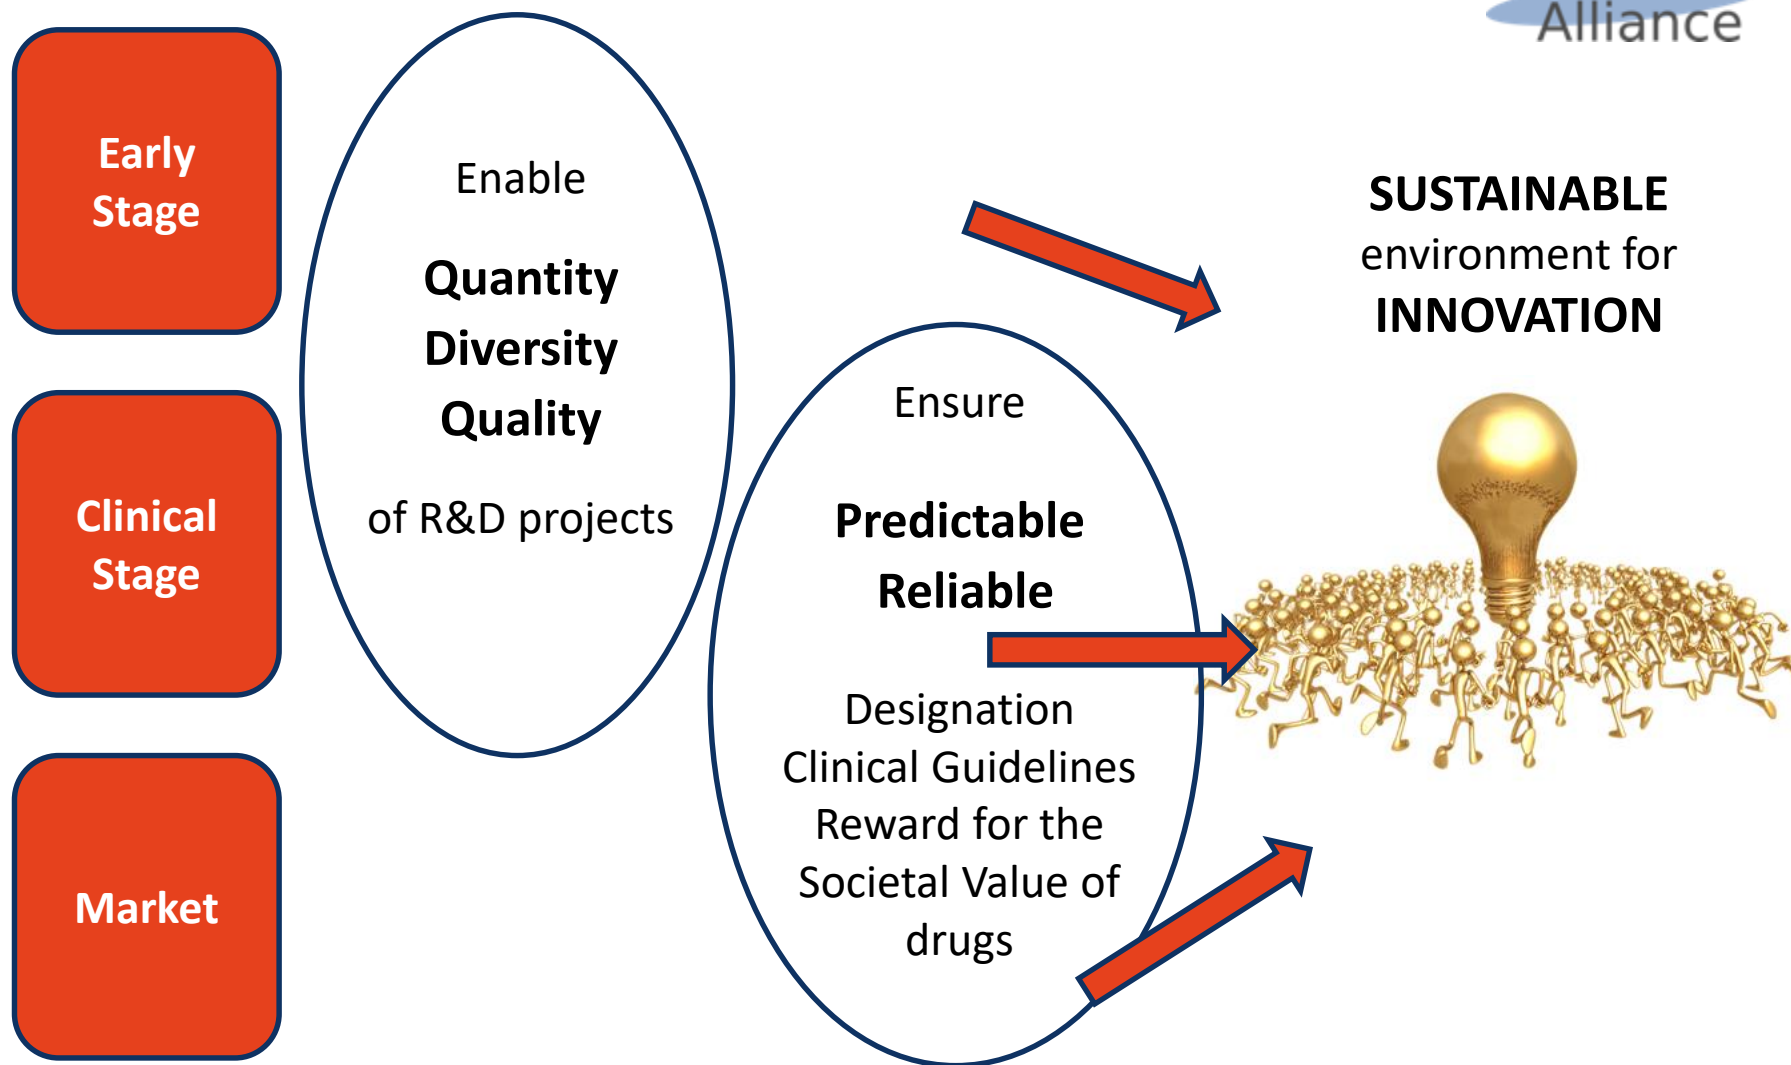 Alliance
Early
Stage
Clinical
Stage
Market
Enable
Quantity
Diversity
Quality
of R&D projects
Ensure
Predictable
Reliable
Designation
Clinical Guidelines
Reward for the
Societal Value of
drugs
SUSTAINABLE
environment for
INNOVATION